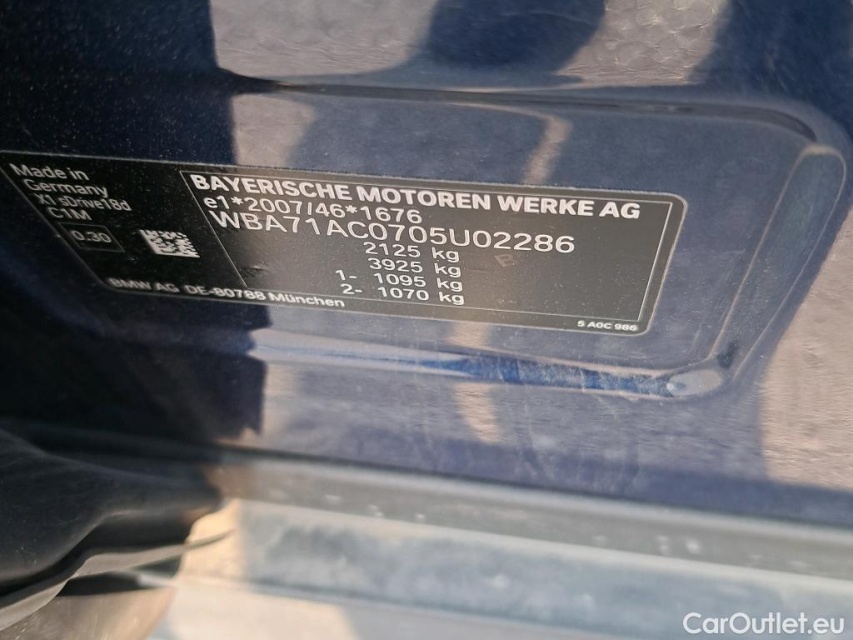 Made in
Germany
X1 sDrive18d
C1M
0.30
BAYERISCHE MOTOREN WERKE AG
e1*2007/46*1676
WBA71AC0705U02286
2125 kg
3925 kg
1- 1095 kg
2- 1070 kg
BMW AG DE-80788 München
5 A0C 986
CarOutlet.eu